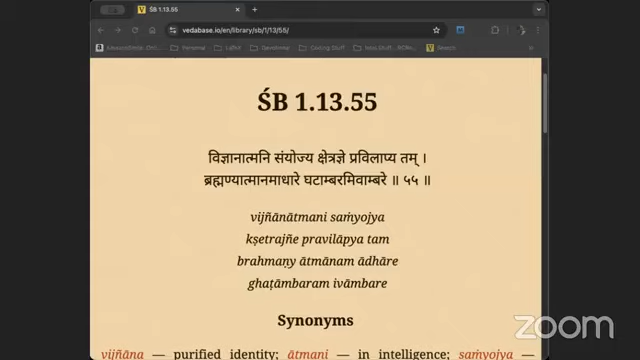 ŚB 1.13.55
vedabase.io/en/library/sb/1/13/55/
Personal
ŚB 1.13.55
विज्ञानात्मनि संयोज्य क्षेत्रज्ञे प्रविलाप्य तम् ।
ब्रह्मण्यात्मानमाधारे घटाम्बरमिवाम्बरे ॥ ५५ ॥
vijñānātmani saṁyojya
kṣetrajñe pravilāpya tam
brahmaṇy ātmānam ādhāre
ghaṭāmbaram ivāmbare
Synonyms
vijñāna — purified identity; ātmani — in intelligence; saṁyojya —
zoom